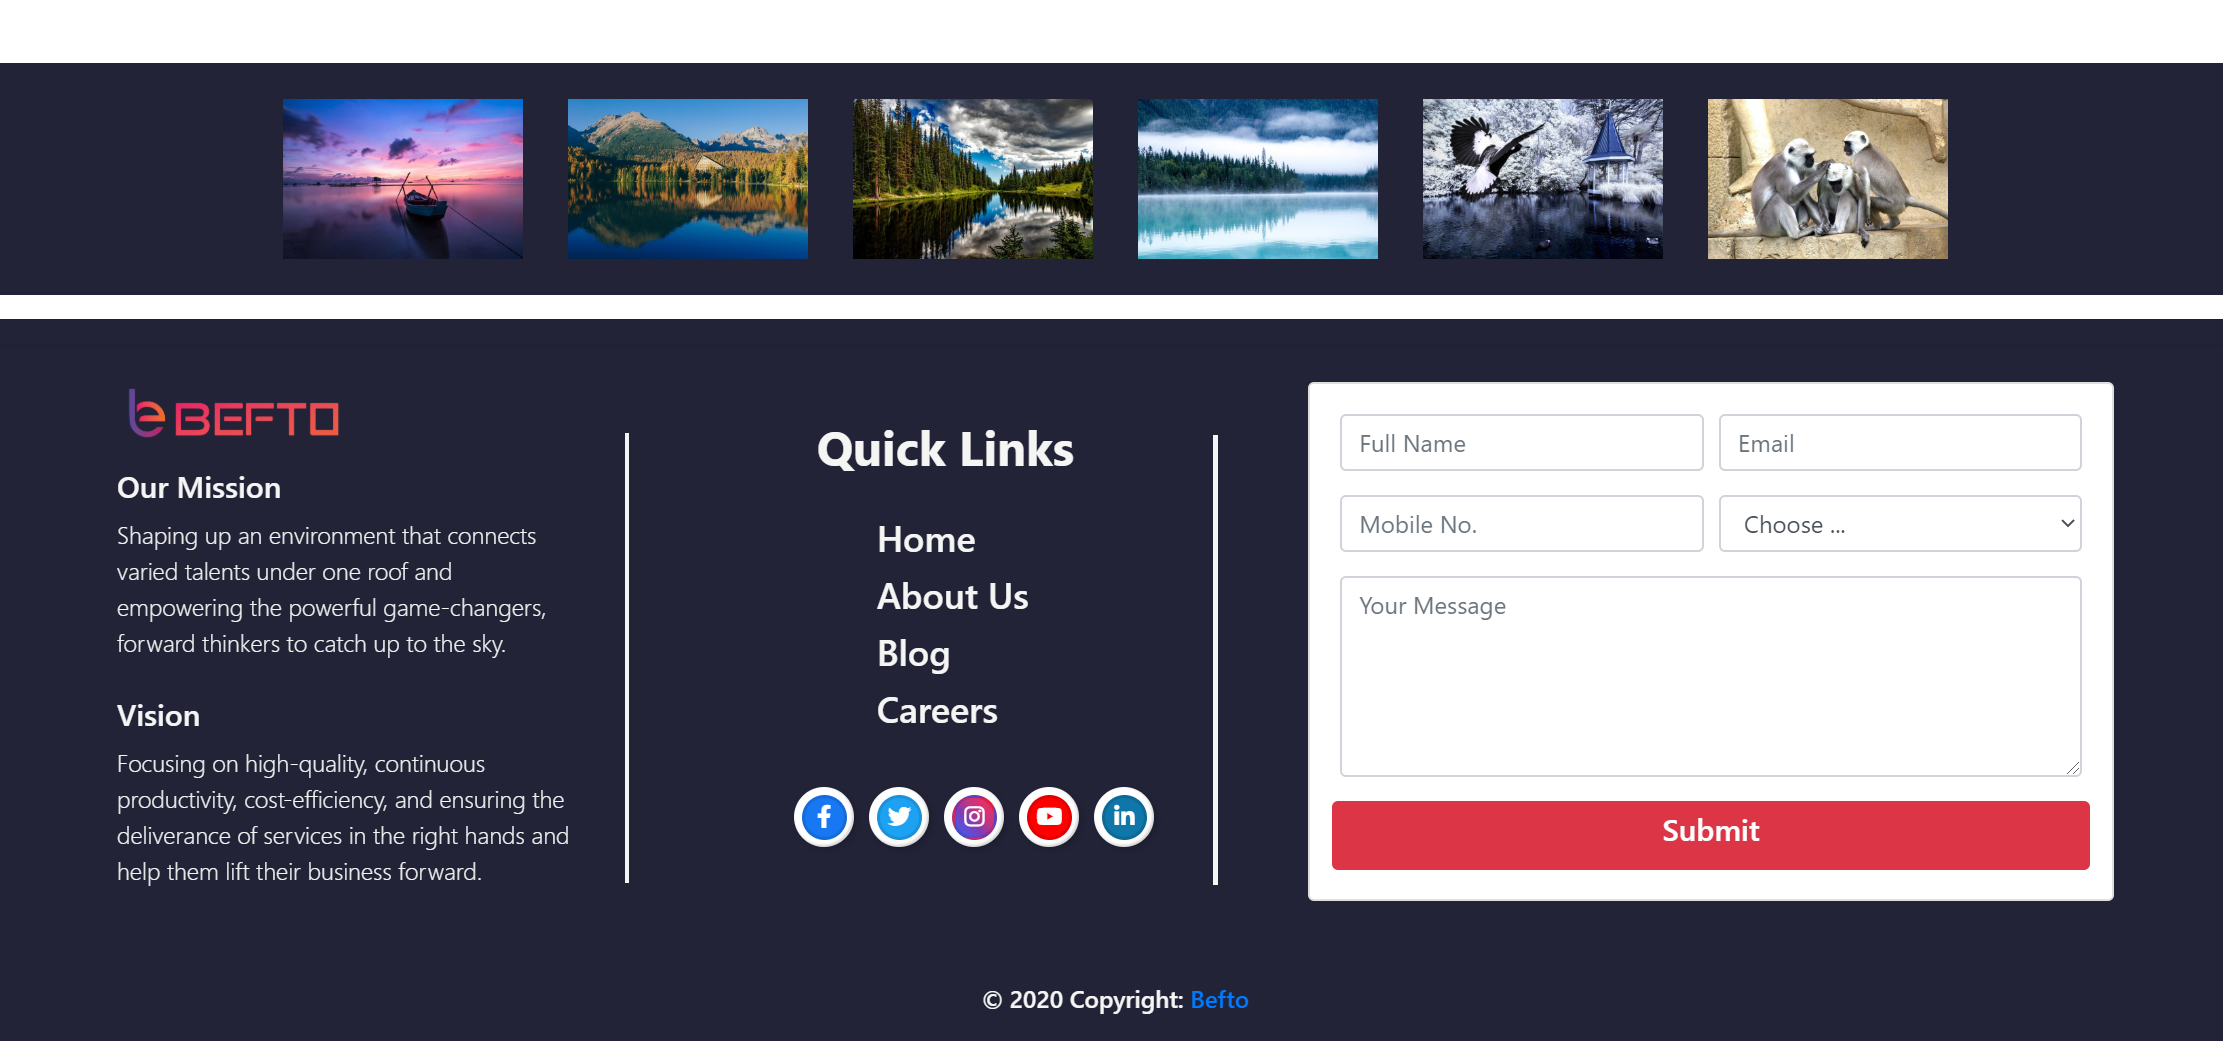 BEFTO
Our Mission
Shaping up an environment that connects
varied talents under one roof and
empowering the powerful game-changers,
forward thinkers to catch up to the sky.
Vision
Focusing on high-quality, continuous
productivity, cost-efficiency, and ensuring the
deliverance of services in the right hands and
help them lift their business forward.
Quick Links
Home
About Us
Blog
Careers
Full Name
Email
Mobile No.
Choose ...
Your Message
Submit
© 2020 Copyright: Befto